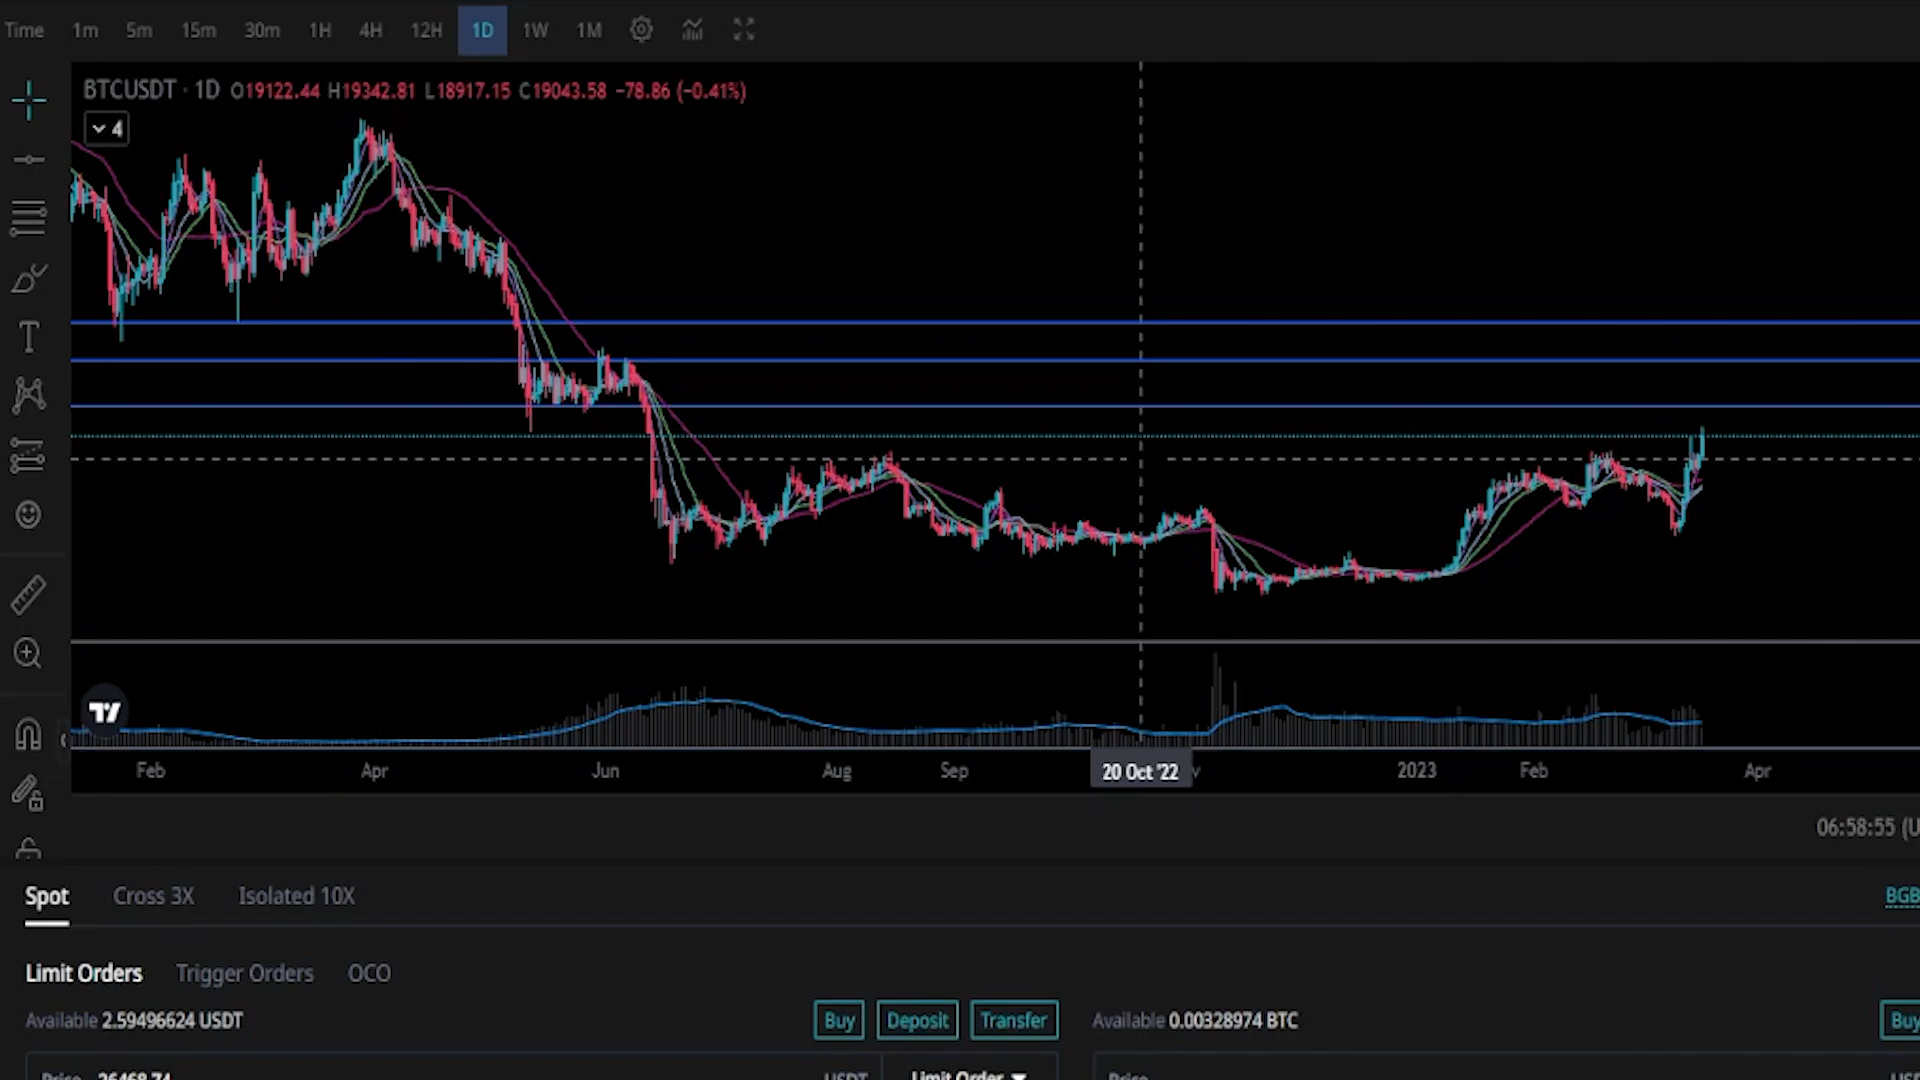 Time 1m 5m 15m 30m 1H 4H 12H 1D 1W 1M
BTCUSDT · 1D O19122.44 H19342.81 L18917.15 C19043.58 −78.86 (−0.41%)
4
Feb Apr Jun Aug Sep 20 Oct '22 2023 Feb Apr
06:58:55 (U
Spot Cross 3X Isolated 10X BGB
Limit Orders Trigger Orders OCO
Available 2.59496624 USDT Buy Deposit Transfer Available 0.00328974 BTC Buy
Price 26468.74 USDT Limit Order Price